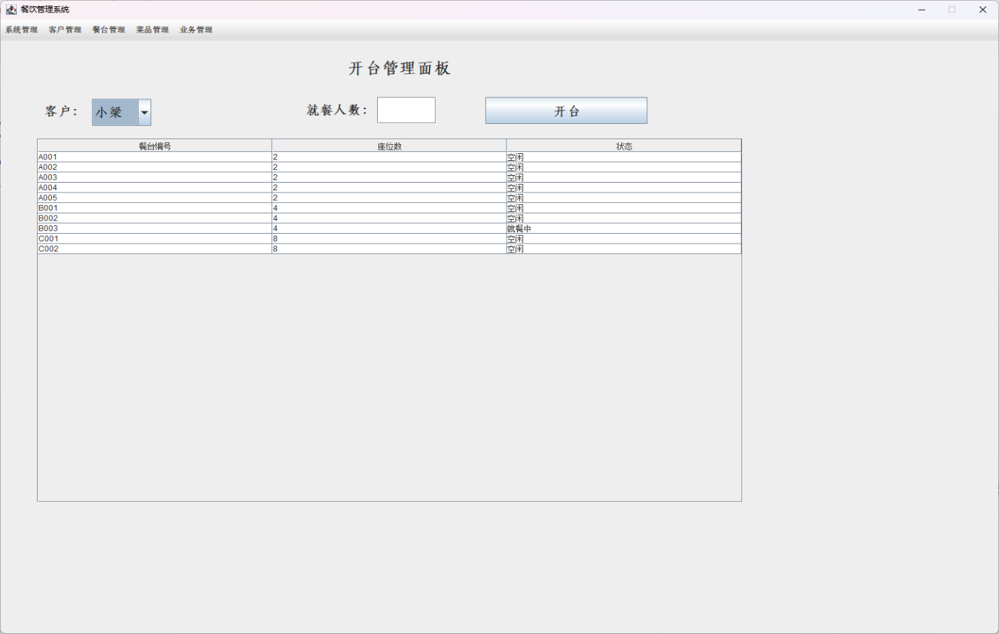 餐饮管理系统
系统管理 客户管理 餐台管理 菜品管理 业务管理
开台管理面板
客户： 小梁 就餐人数： 开台
餐台编号 座位数 状态
A001 2 空闲
A002 2 空闲
A003 2 空闲
A004 2 空闲
A005 2 空闲
B001 4 空闲
B002 4 空闲
B003 4 就餐中
C001 8 空闲
C002 8 空闲